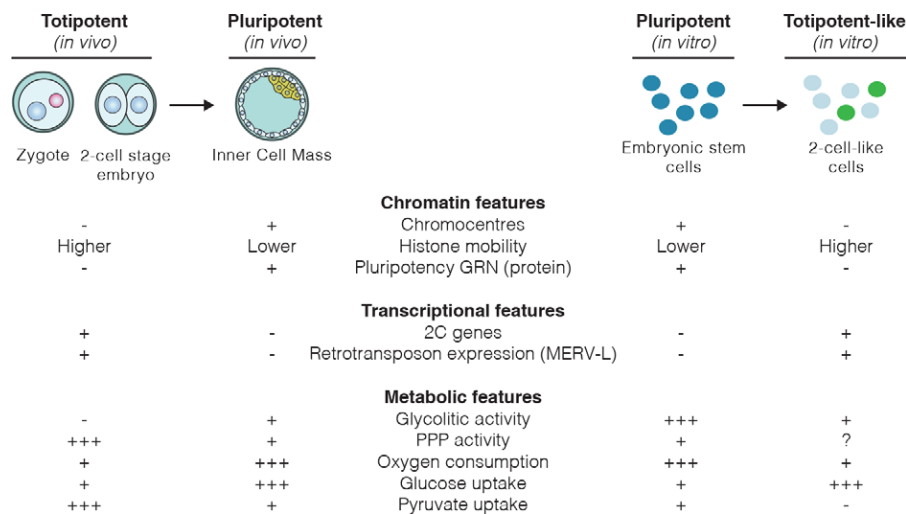 Totipotent Pluripotent Pluripotent Totipotent-like
(in vivo) (in vivo) (in vitro) (in vitro)
Zygote 2-cell stage embryo Inner Cell Mass Embryonic stem cells 2-cell-like cells
Chromatin features
- + Chromocentres + -
Higher Lower Histone mobility Lower Higher
- + Pluripotency GRN (protein) + -
Transcriptional features
+ - 2C genes - +
+ - Retrotransposon expression (MERV-L) - +
Metabolic features
- + Glycolitic activity +++ +
+++ + PPP activity + ?
+ +++ Oxygen consumption +++ +
+ +++ Glucose uptake + +++
+++ + Pyruvate uptake + -